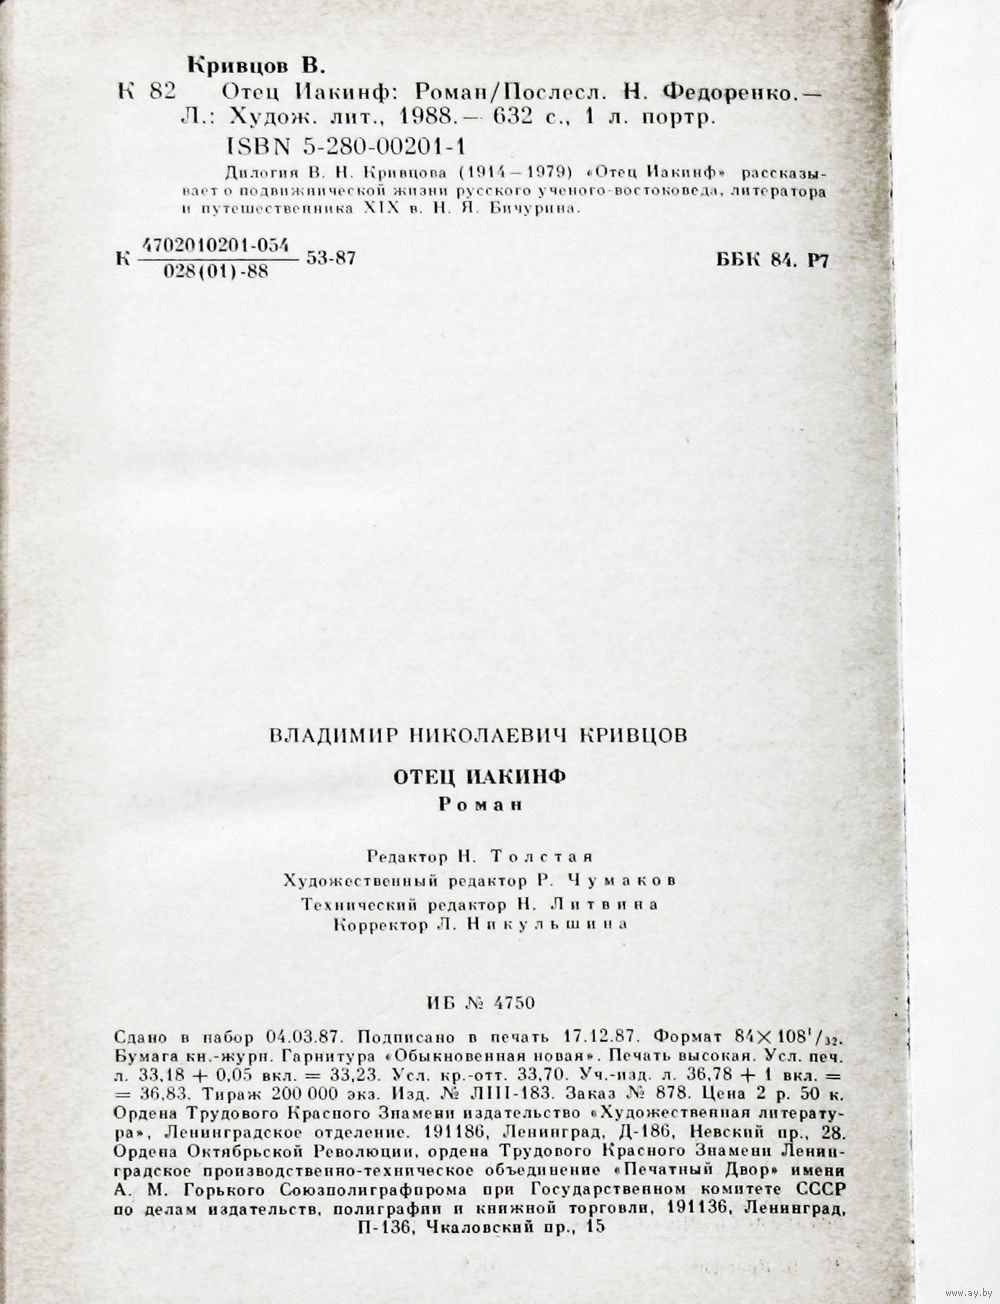 Кривцов В.
К 82 Отец Иакинф: Роман/Послесл. Н. Федоренко.—
Л.: Худож. лит., 1988.— 632 с., 1 л. портр.
ISBN 5-280-00201-1
Дилогия В. Н. Кривцова (1914—1979) «Отец Иакинф» рассказы-
вает о подвижнической жизни русского ученого-востоковеда, литератора
и путешественника XIX в. Н. Я. Бичурина.
К 4702010201-054 53-87 ББК 84. Р7
028(01)-88
ВЛАДИМИР НИКОЛАЕВИЧ КРИВЦОВ
ОТЕЦ ИАКИНФ
Роман
Редактор Н. Толстая
Художественный редактор Р. Чумаков
Технический редактор Н. Литвина
Корректор Л. Никульшина
ИБ № 4750
Сдано в набор 04.03.87. Подписано в печать 17.12.87. Формат 84×108¹/₃₂.
Бумага кн.-журн. Гарнитура «Обыкновенная новая». Печать высокая. Усл. печ.
л. 33,18 + 0,05 вкл. = 33,23. Усл. кр.-отт. 33,70. Уч.-изд. л. 36,78 + 1 вкл. =
= 36,83. Тираж 200 000 экз. Изд. № ЛIII-183. Заказ № 878. Цена 2 р. 50 к.
Ордена Трудового Красного Знамени издательство «Художественная литерату-
ра», Ленинградское отделение. 191186, Ленинград, Д-186, Невский пр., 28.
Ордена Октябрьской Революции, ордена Трудового Красного Знамени Ленин-
градское производственно-техническое объединение «Печатный Двор» имени
А. М. Горького Союзполиграфпрома при Государственном комитете СССР
по делам издательств, полиграфии и книжной торговли, 191136, Ленинград,
П-136, Чкаловский пр., 15
www.ay.by